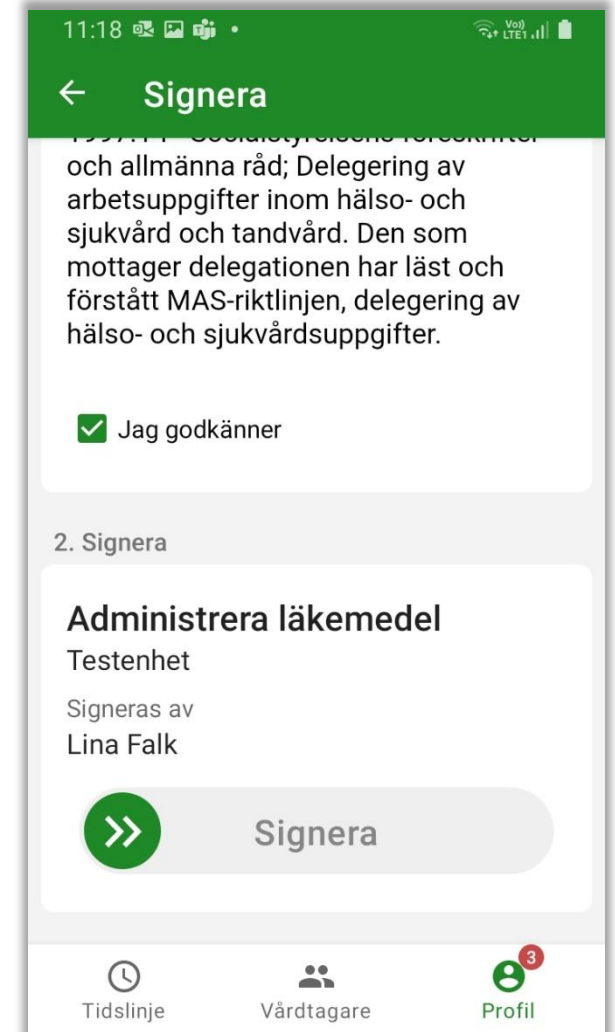 11:18
Vo))
LTE1
Signera
och allmänna råd; Delegering av
arbetsuppgifter inom hälso- och
sjukvård och tandvård. Den som
mottager delegationen har läst och
förstått MAS-riktlinjen, delegering av
hälso- och sjukvårdsuppgifter.
Jag godkänner
2. Signera
Administrera läkemedel
Testenhet
Signeras av
Lina Falk
Signera
3
Tidslinje
Vårdtagare
Profil